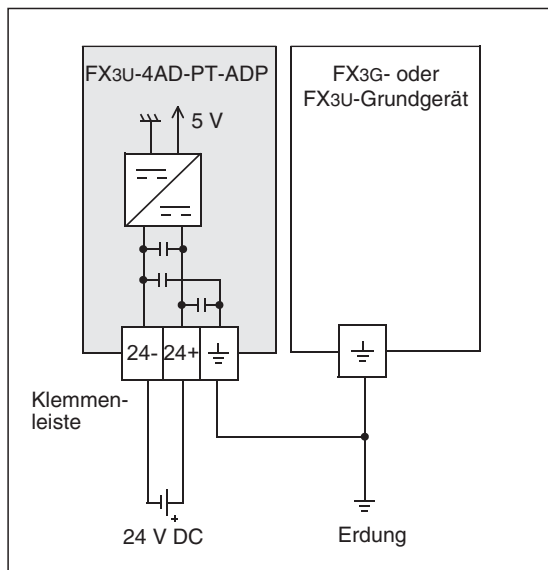 FX3U-4AD-PT-ADP
FX3G- oder
FX3U-Grundgerät
5 V
24-
24+
Klemmen-
leiste
+
24 V DC
Erdung